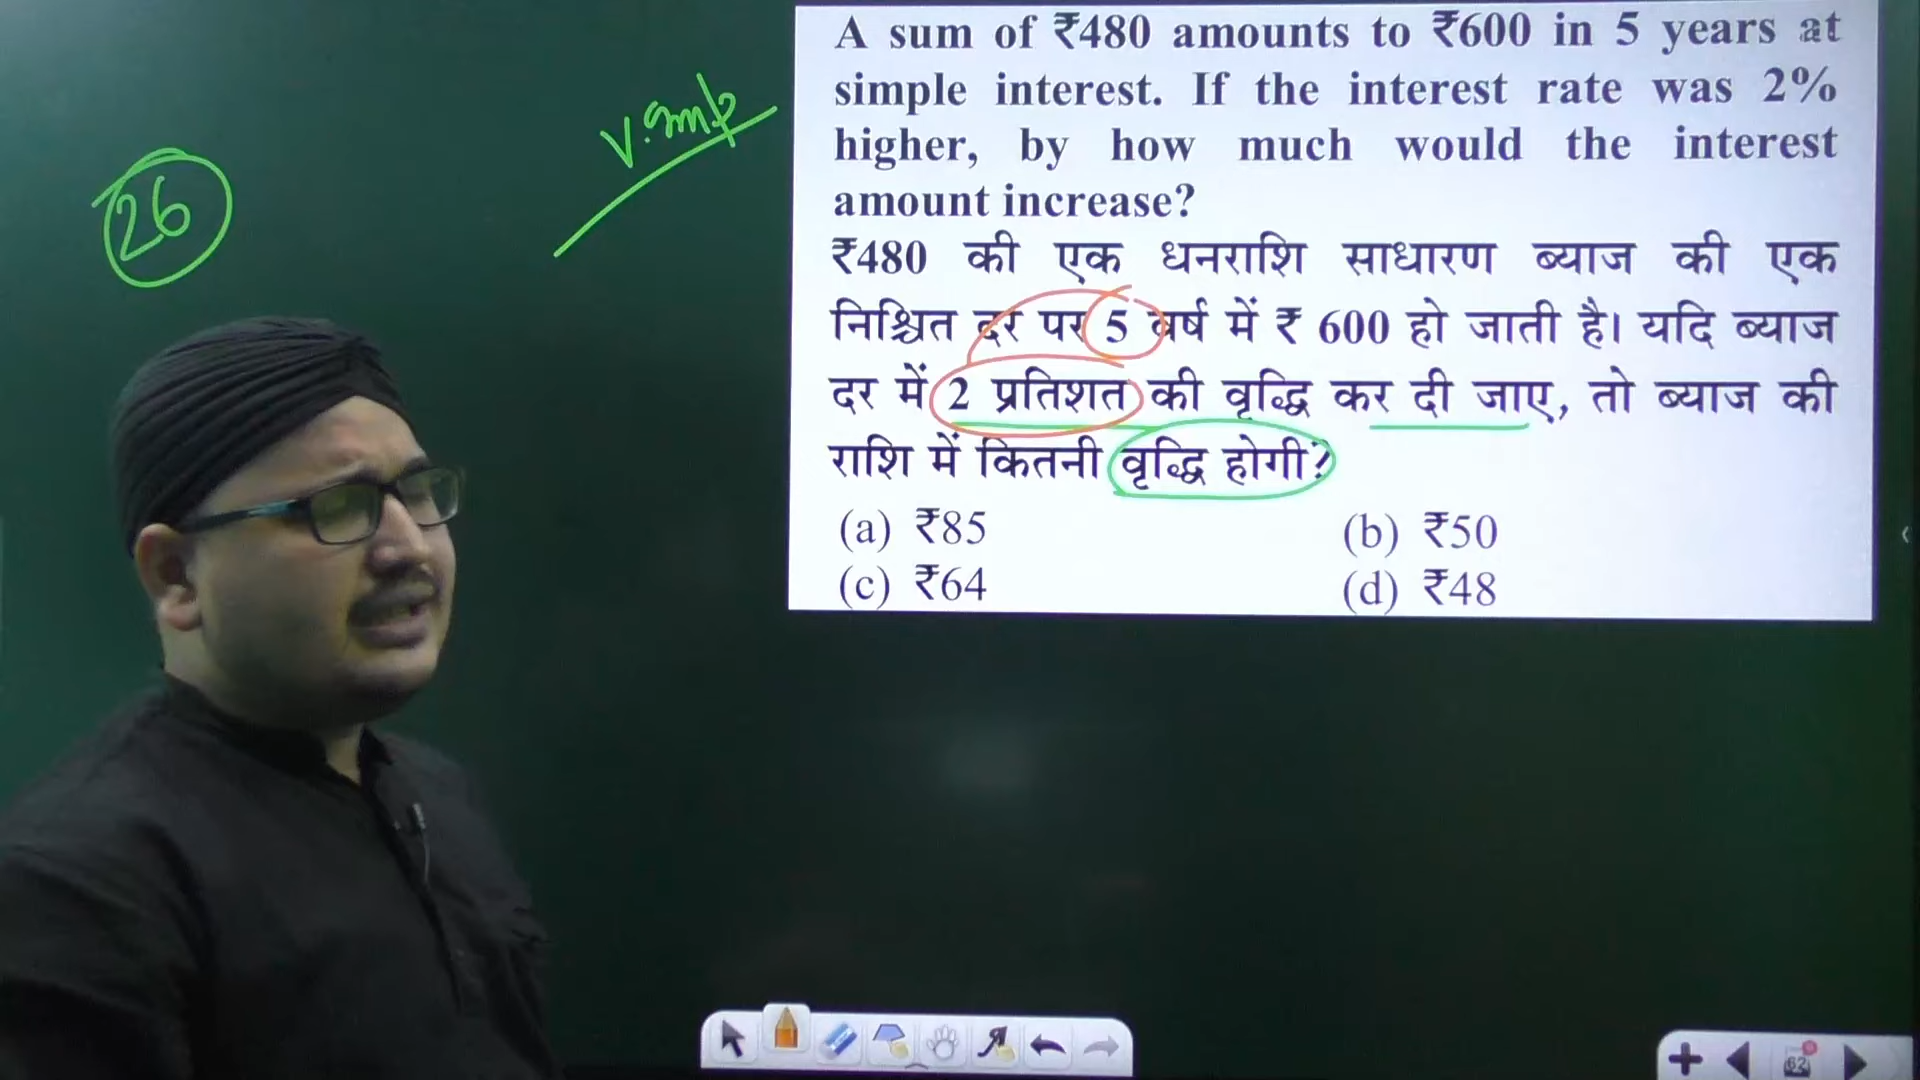 26
V.Imp
A sum of ₹480 amounts to ₹600 in 5 years at
simple interest. If the interest rate was 2%
higher, by how much would the interest
amount increase?
₹480 की एक धनराशि साधारण ब्याज की एक
निश्चित दर पर 5 वर्ष में ₹ 600 हो जाती है। यदि ब्याज
दर में 2 प्रतिशत की वृद्धि कर दी जाए, तो ब्याज की
राशि में कितनी वृद्धि होगी?
(a) ₹85 (b) ₹50
(c) ₹64 (d) ₹48
62